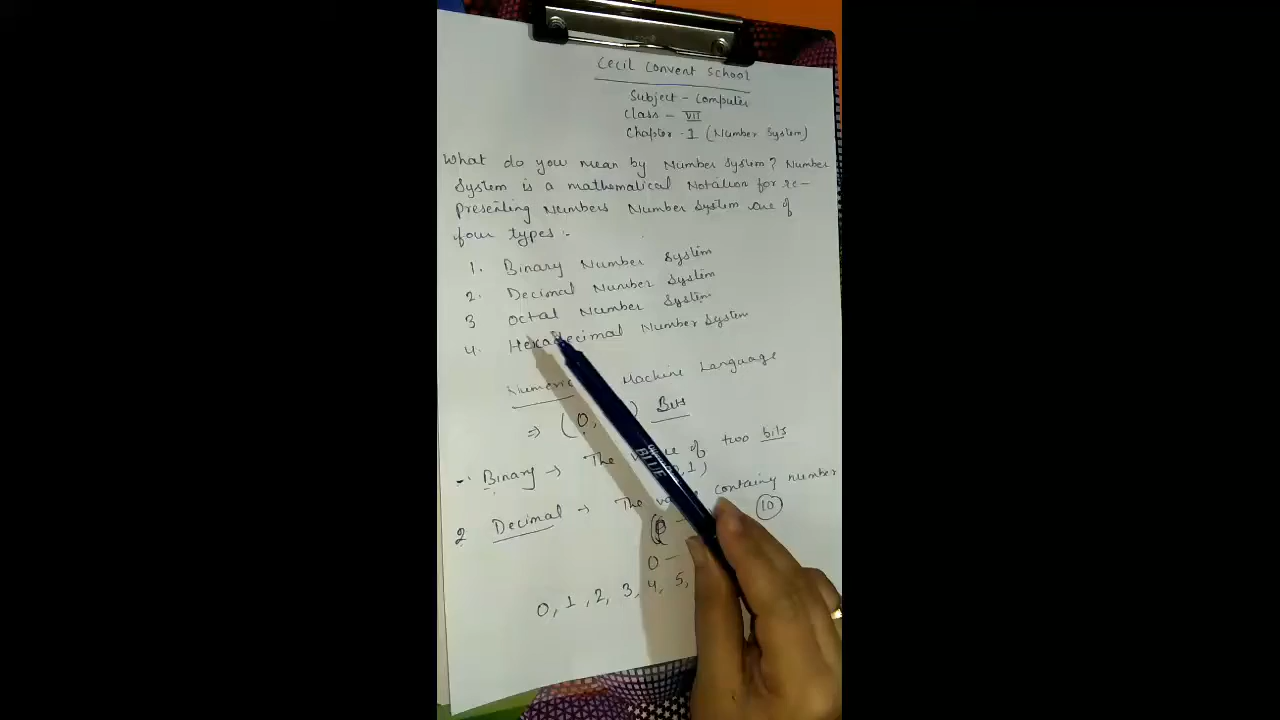 Cecil Convent School
Subject - Computer
Class - VII
Chapter - 1 (Number System)
What do you mean by Number System? Number
System is a mathematical Notation for re-
presenting Numbers Number System are of
four types :-
1. Binary Number System
2. Decimal Number System
3 Octal Number System
4. Hexadecimal Number System
Machine Language
⇒ (0, ) Bits
Binary → The value of two bits
,1)
2 Decimal → The containy number
10
0 -
0, 1, 2, 3, 4, 5,
BLUE